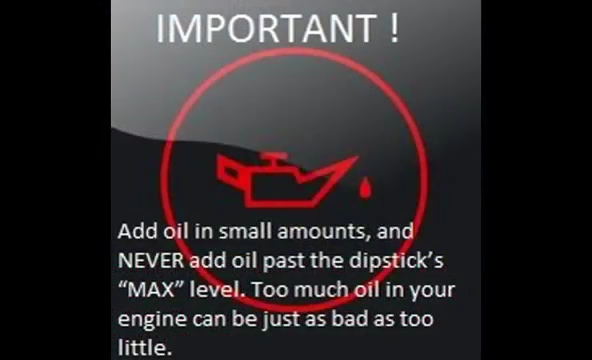 IMPORTANT !
Add oil in small amounts, and
NEVER add oil past the dipstick’s
“MAX” level. Too much oil in your
engine can be just as bad as too
little.